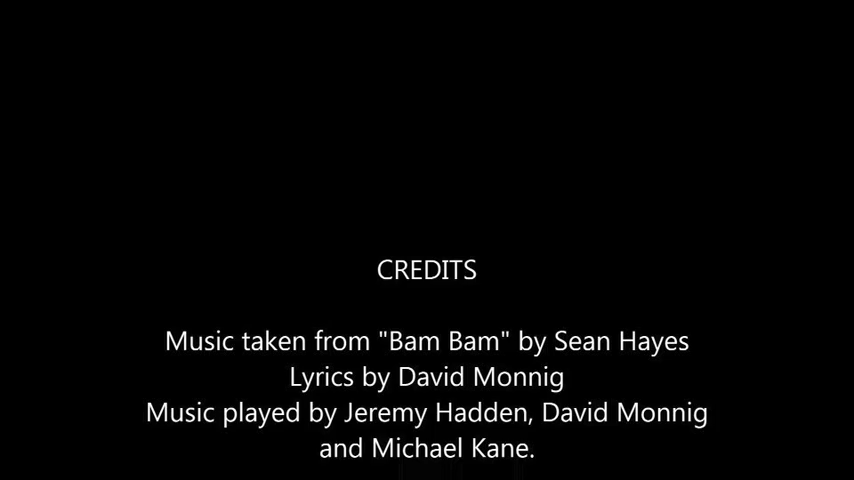 CREDITS
Music taken from "Bam Bam" by Sean Hayes
Lyrics by David Monnig
Music played by Jeremy Hadden, David Monnig
and Michael Kane.